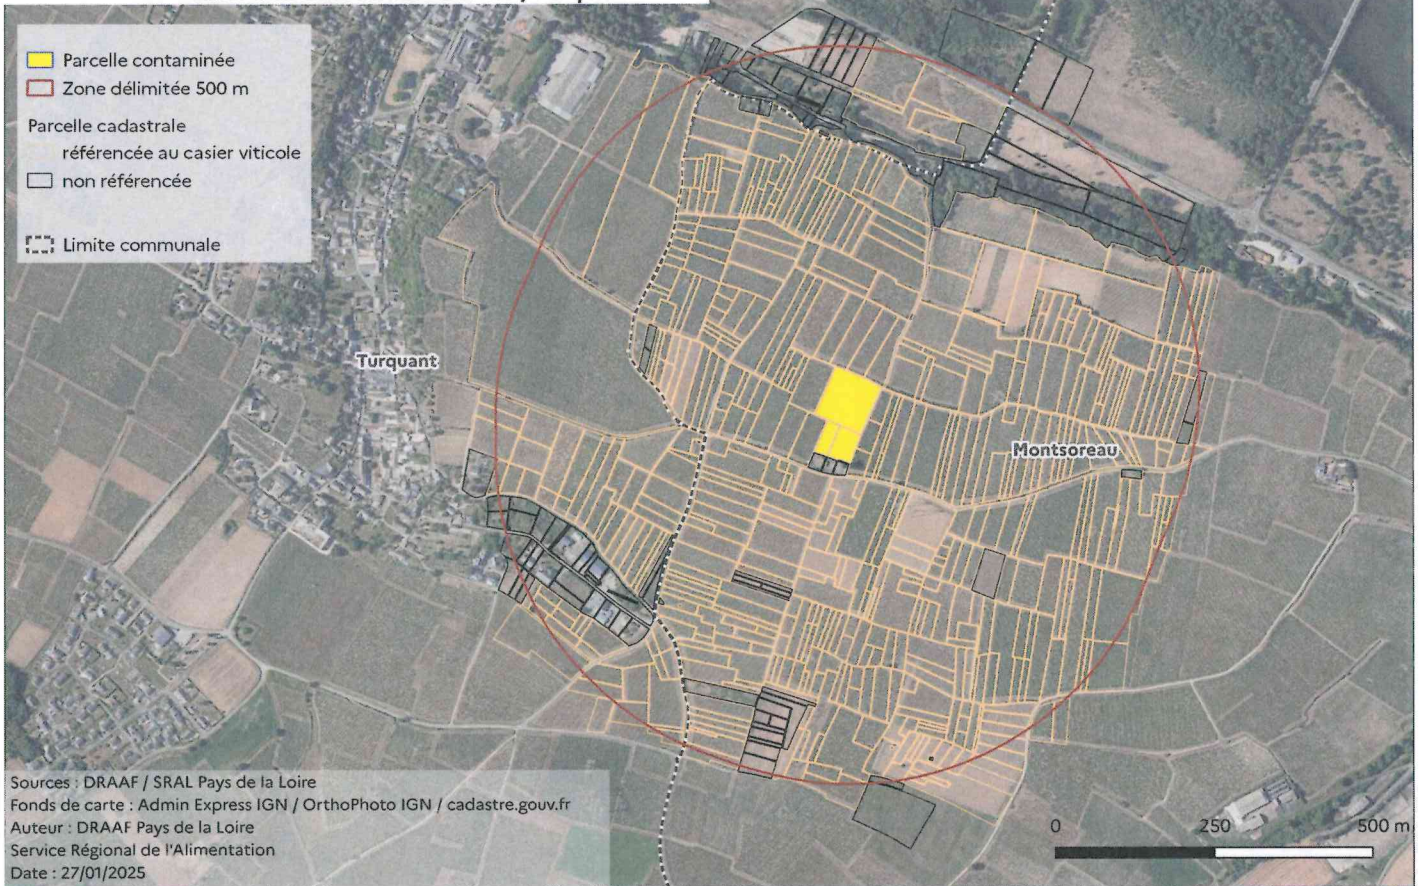 Parcelle contaminée
Zone délimitée 500 m
Parcelle cadastrale
référencée au casier viticole
non référencée
Limite communale
Turquant
Montsoreau
Sources : DRAAF / SRAL Pays de la Loire
Fonds de carte : Admin Express IGN / OrthoPhoto IGN / cadastre.gouv.fr
Auteur : DRAAF Pays de la Loire
Service Régional de l'Alimentation
Date : 27/01/2025
0 250 500 m